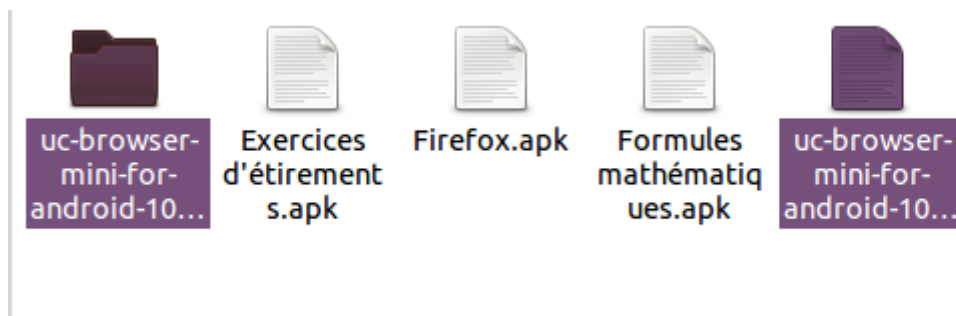 uc-browser-
mini-for-
android-10...
Exercices
d'étirement
s.apk
Firefox.apk
Formules
mathématiq
ues.apk
uc-browser-
mini-for-
android-10...